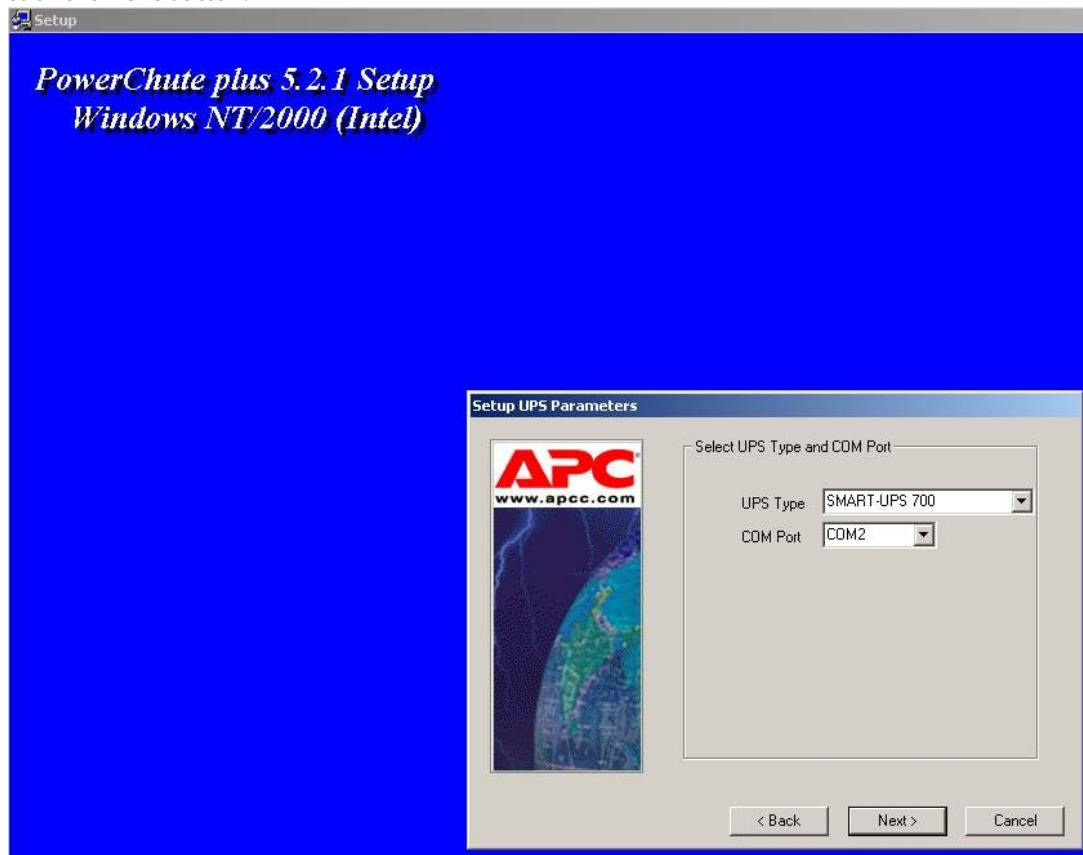 Setup
PowerChute plus 5.2.1 Setup
Windows NT/2000 (Intel)
Setup UPS Parameters
APC
www.apcc.com
Select UPS Type and COM Port
UPS Type SMART-UPS 700
COM Port COM2
< Back Next > Cancel